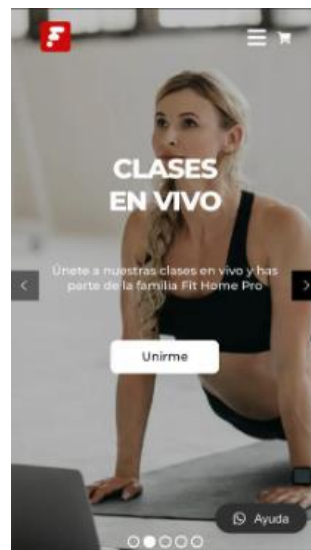 CLASES
EN VIVO
Únete a nuestras clases en vivo y has
parte de la familia Fit Home Pro
Unirme
Ayuda